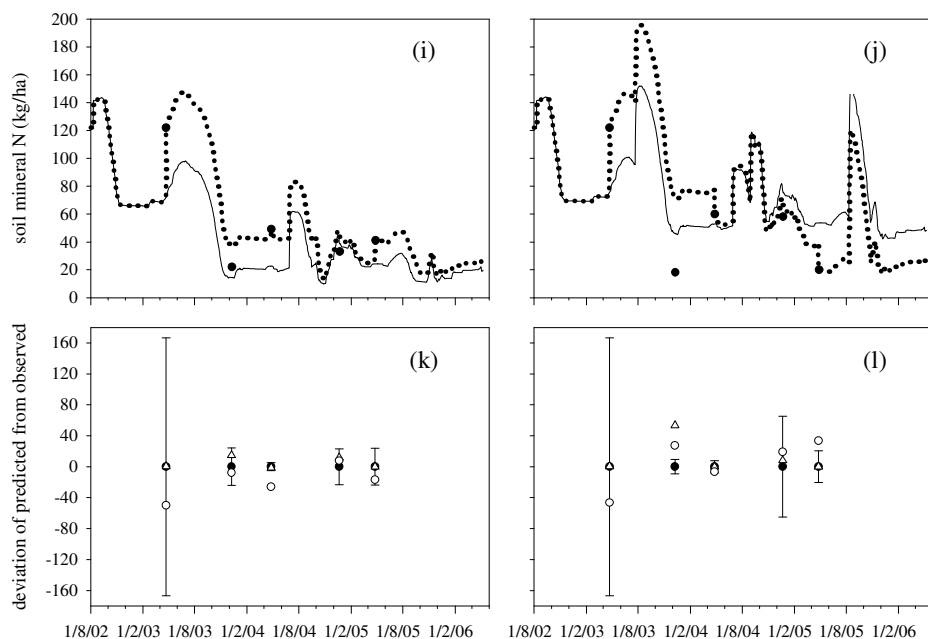 200
180
160
140
120
100
80
60
40
20
0
soil mineral N (kg/ha)
(i)
(j)
160
120
80
40
0
-40
-80
-120
-160
deviation of predicted from observed
(k)
(l)
1/8/02 1/2/03 1/8/03 1/2/04 1/8/04 1/2/05 1/8/05 1/2/06
1/8/02 1/2/03 1/8/03 1/2/04 1/8/04 1/2/05 1/8/05 1/2/06